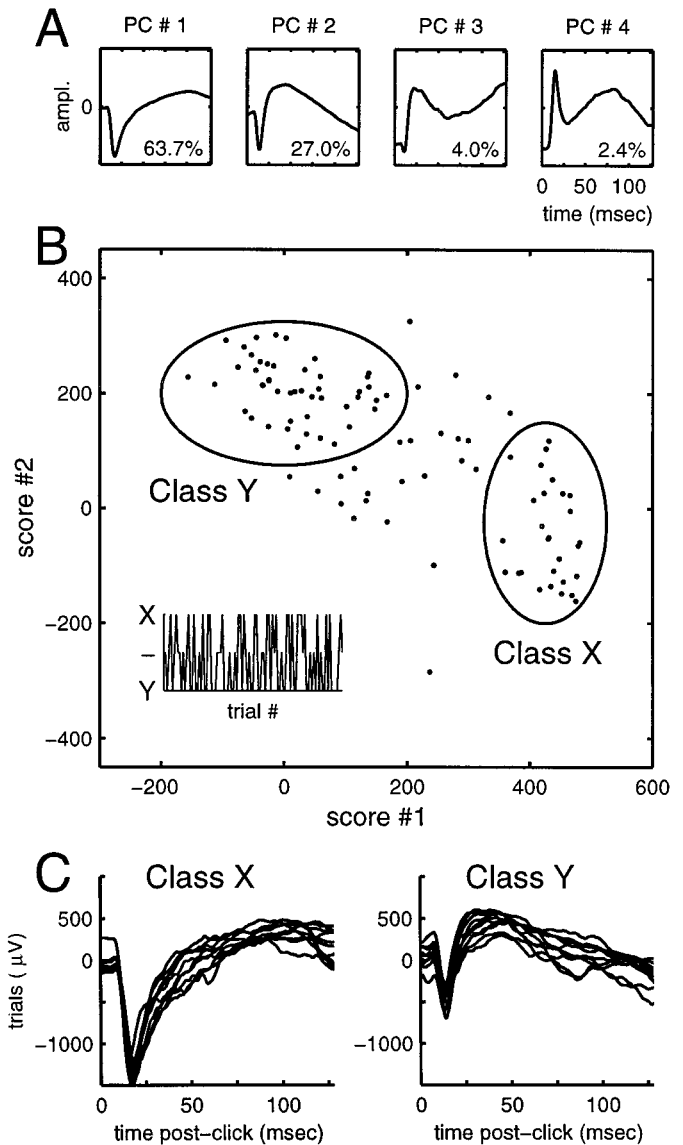 A
PC # 1
PC # 2
PC # 3
PC # 4
ampl.
0
63.7%
27.0%
4.0%
2.4%
0 50 100
time (msec)
B
400
200
0
−200
−400
score #2
Class Y
Class X
X
–
Y
trial #
−200 0 200 400 600
score #1
C
Class X
Class Y
trials ( μV)
500
0
−1000
500
0
−1000
0 50 100
0 50 100
time post−click (msec)
time post−click (msec)